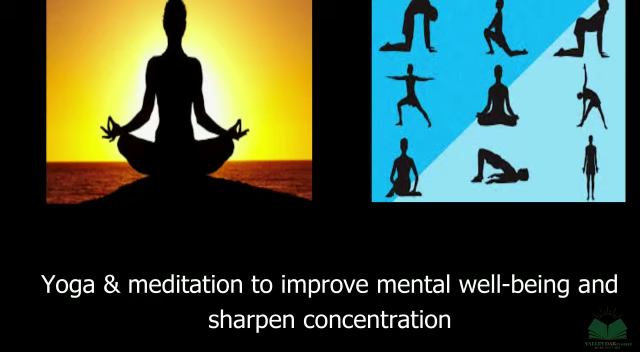 Yoga & meditation to improve mental well-being and
sharpen concentration